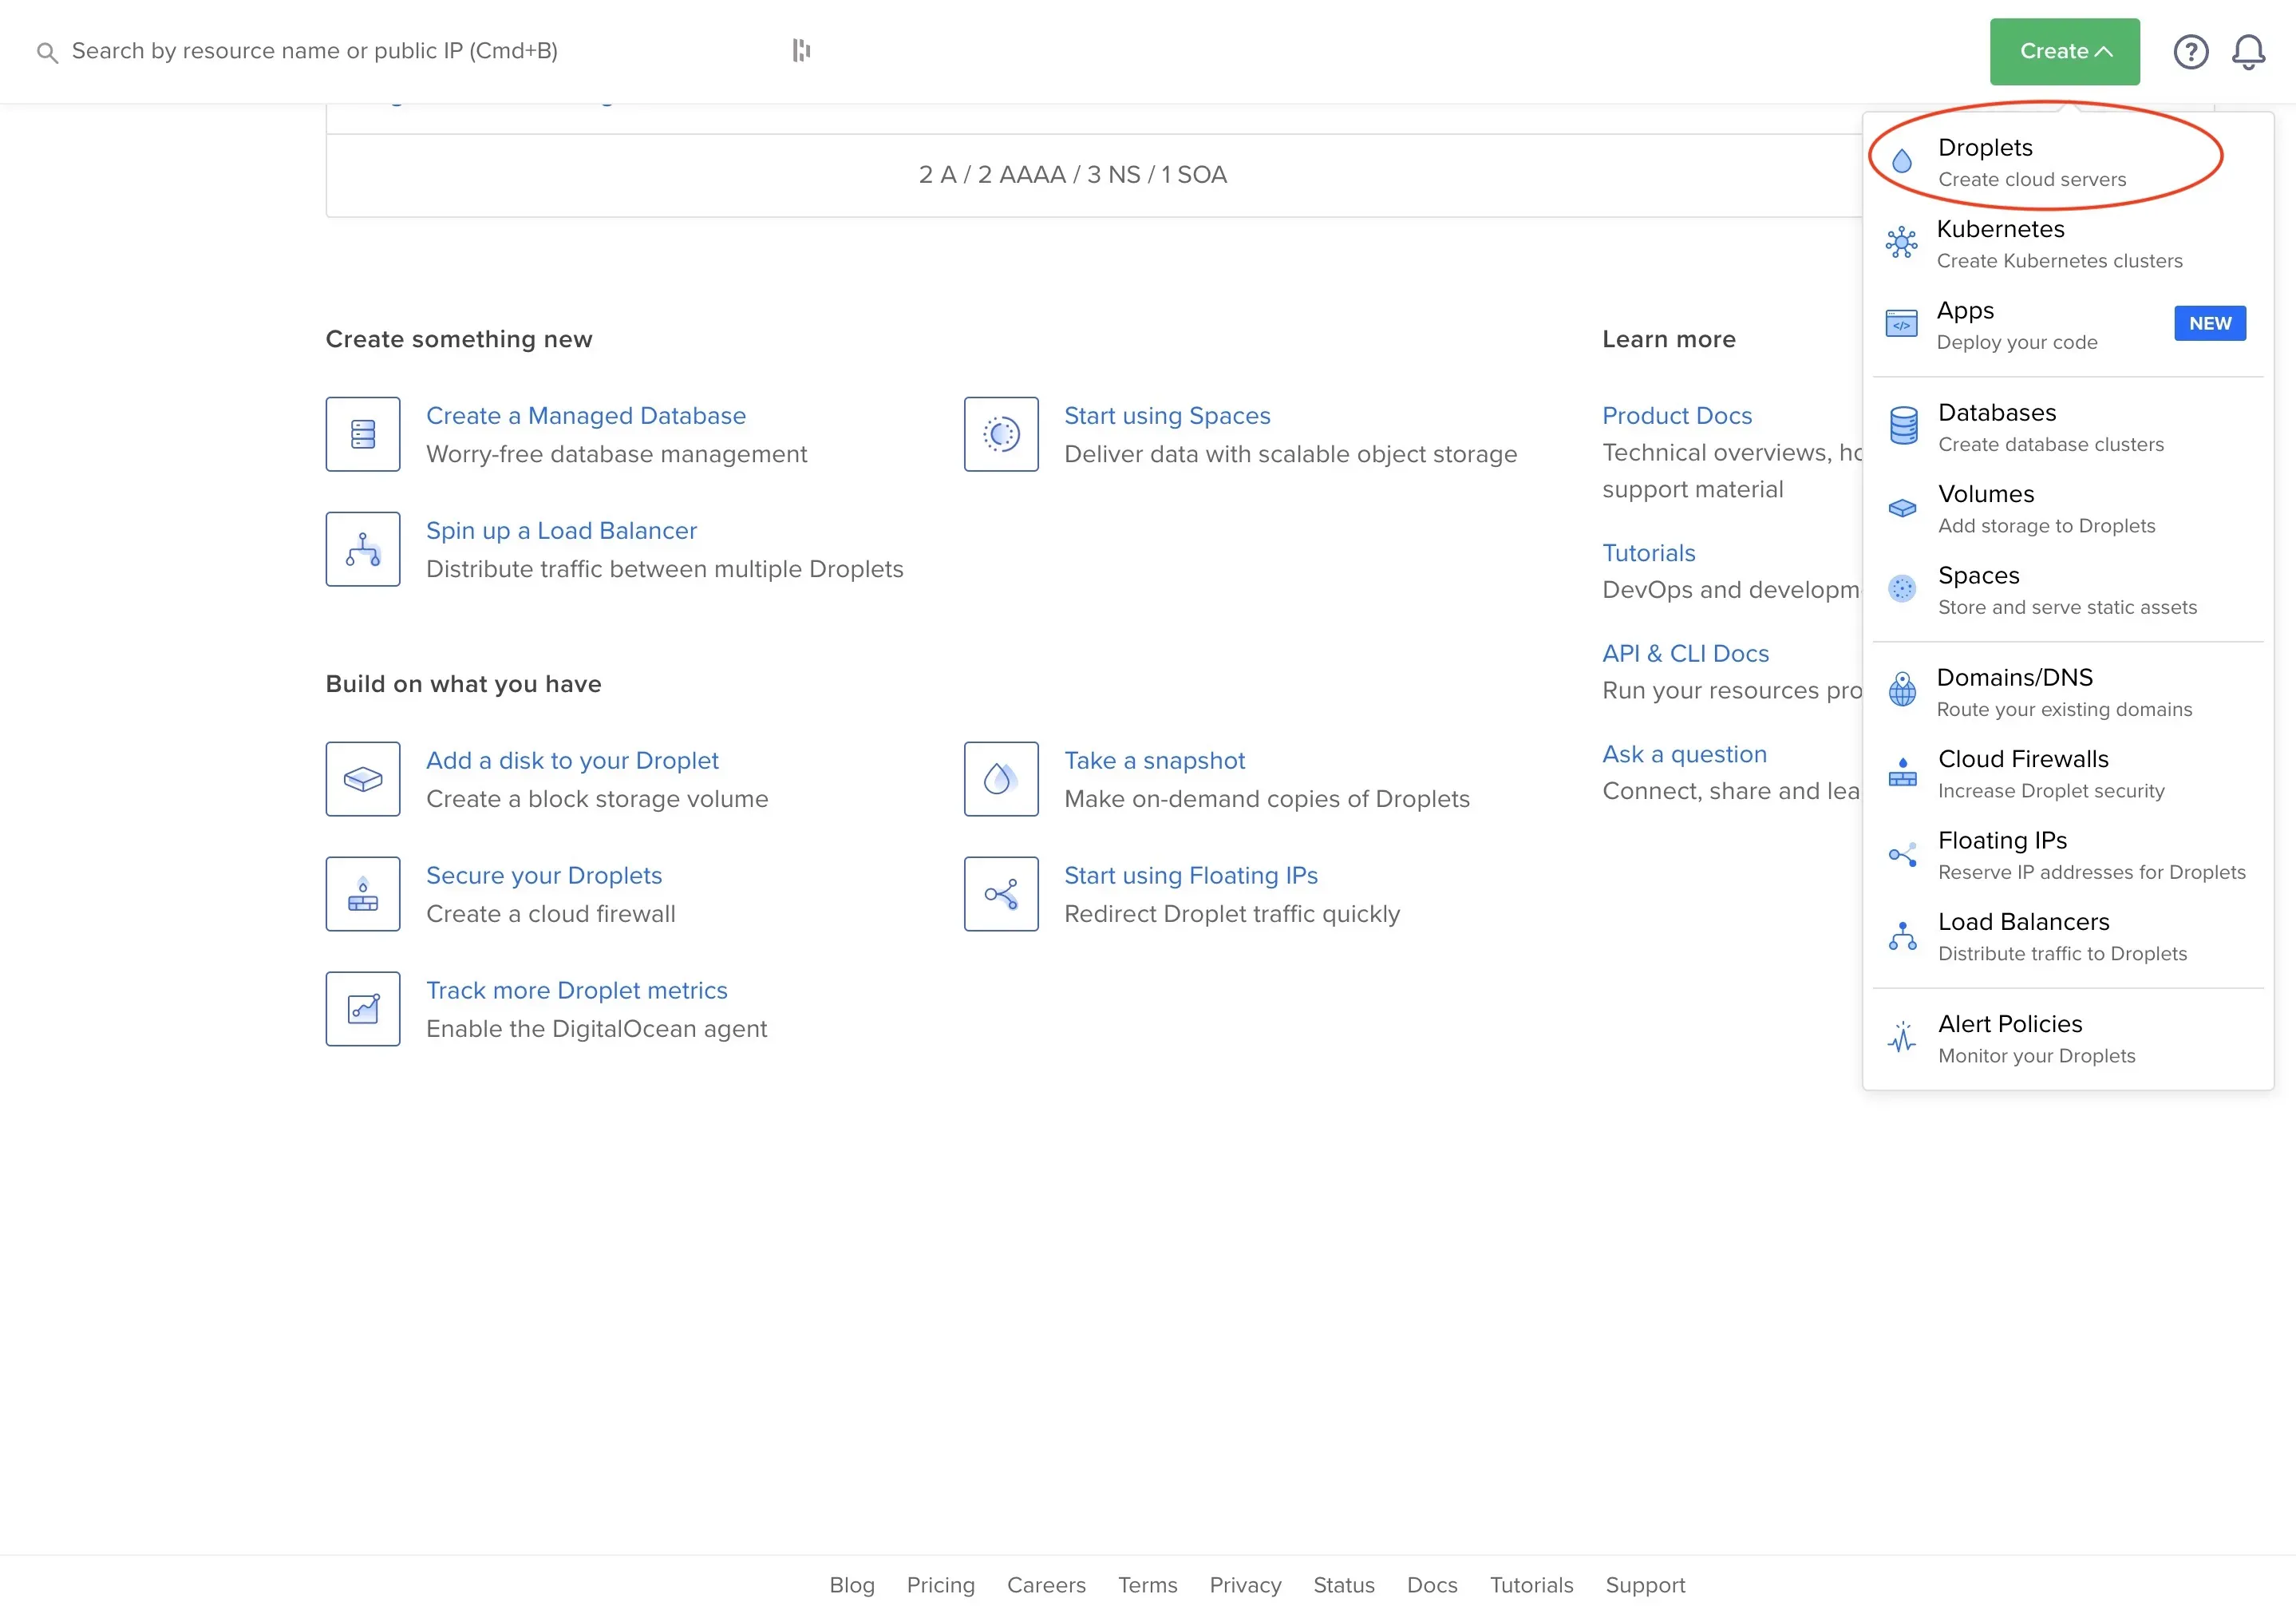 Search by resource name or public IP (Cmd+B)
Create
2 A / 2 AAAA / 3 NS / 1 SOA
Create something new
Create a Managed Database
Worry-free database management
Start using Spaces
Deliver data with scalable object storage
Spin up a Load Balancer
Distribute traffic between multiple Droplets
Build on what you have
Add a disk to your Droplet
Create a block storage volume
Take a snapshot
Make on-demand copies of Droplets
Secure your Droplets
Create a cloud firewall
Start using Floating IPs
Redirect Droplet traffic quickly
Track more Droplet metrics
Enable the DigitalOcean agent
Learn more
Product Docs
Technical overviews,
support material
Tutorials
DevOps and
API & CLI Docs
Run your resources
Ask a question
Connect, share and
Droplets
Create cloud servers
Kubernetes
Create Kubernetes clusters
Apps
Deploy your code
NEW
Databases
Create database clusters
Volumes
Add storage to Droplets
Spaces
Store and serve static assets
Domains/DNS
Route your existing domains
Cloud Firewalls
Increase Droplet security
Floating IPs
Reserve IP addresses for Droplets
Load Balancers
Distribute traffic to Droplets
Alert Policies
Monitor your Droplets
Blog Pricing Careers Terms Privacy Status Docs Tutorials Support